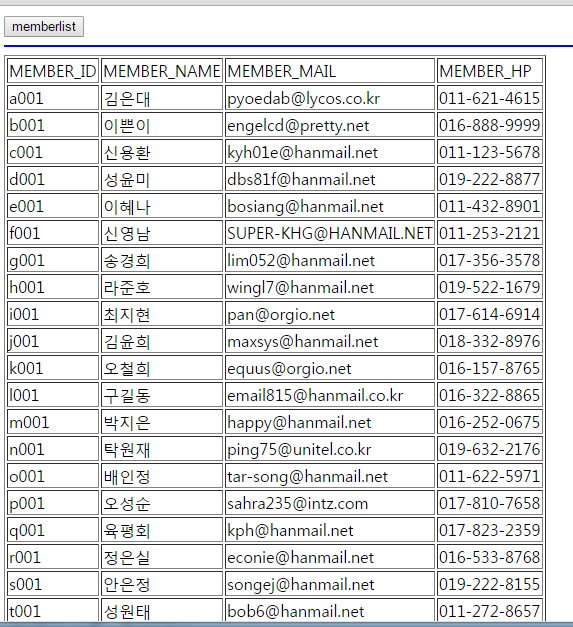 memberlist
MEMBER_ID MEMBER_NAME MEMBER_MAIL MEMBER_HP
a001 김은대 pyoedab@lycos.co.kr 011-621-4615
b001 이쁜이 engelcd@pretty.net 016-888-9999
c001 신용환 kyh01e@hanmail.net 011-123-5678
d001 성윤미 dbs81f@hanmail.net 019-222-8877
e001 이혜나 bosiang@hanmail.net 011-432-8901
f001 신영남 SUPER-KHG@HANMAIL.NET 011-253-2121
g001 송경희 lim052@hanmail.net 017-356-3578
h001 라준호 wingl7@hanmail.net 019-522-1679
i001 최지현 pan@orgio.net 017-614-6914
j001 김윤희 maxsys@hanmail.net 018-332-8976
k001 오철희 equus@orgio.net 016-157-8765
l001 구길동 email815@hanmail.co.kr 016-322-8865
m001 박지은 happy@hanmail.net 016-252-0675
n001 탁원재 ping75@unitel.co.kr 019-632-2176
o001 배인정 tar-song@hanmail.net 011-622-5971
p001 오성순 sahra235@intz.com 017-810-7658
q001 육평회 kph@hanmail.net 017-823-2359
r001 정은실 econie@hanmail.net 016-533-8768
s001 안은정 songej@hanmail.net 019-222-8155
t001 성원태 bob6@hanmail.net 011-272-8657